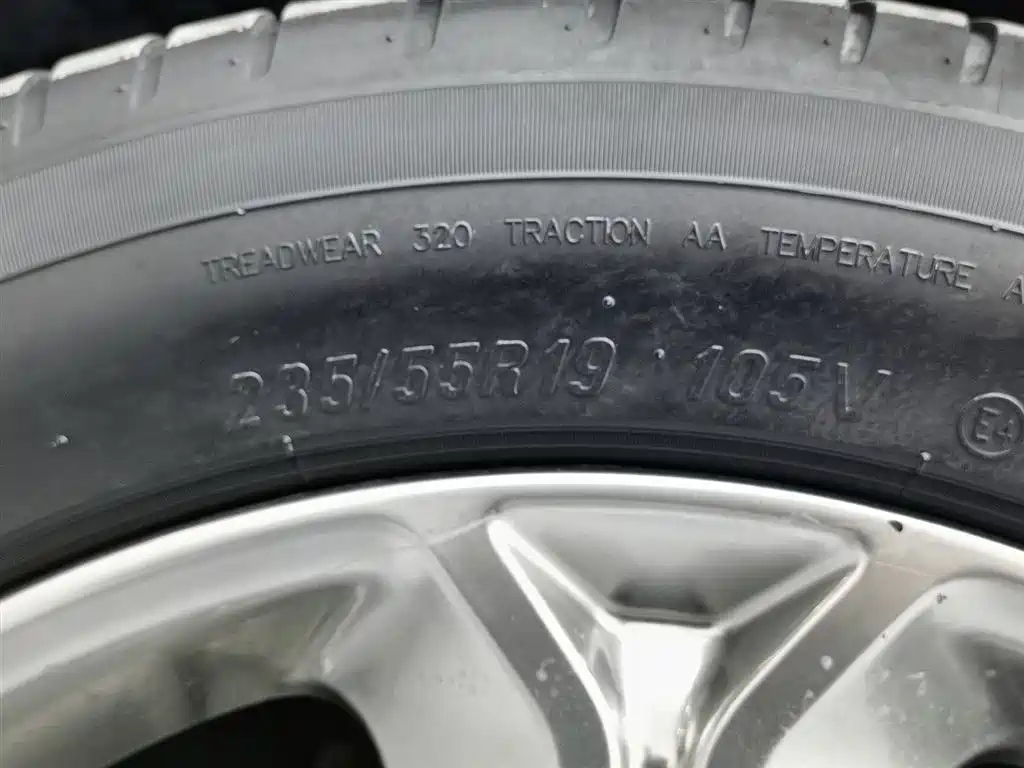 TREADWEAR 320 TRACTION AA TEMPERATURE A
235/55R19 · 105V
E4